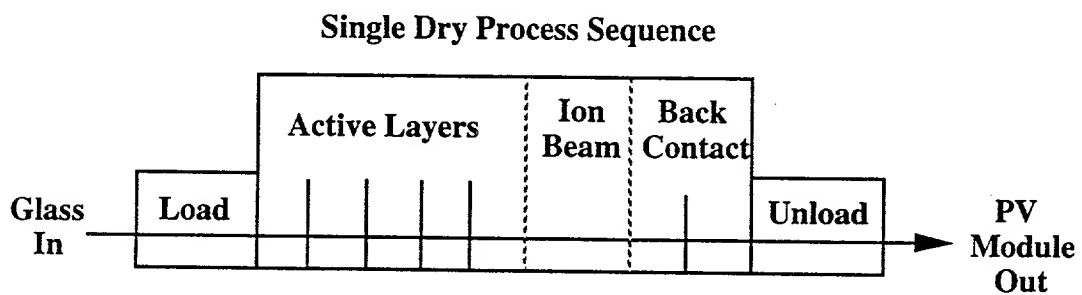 Single Dry Process Sequence
Active Layers
Ion
Beam
Back
Contact
Glass
In
Load
Unload
PV
Module
Out